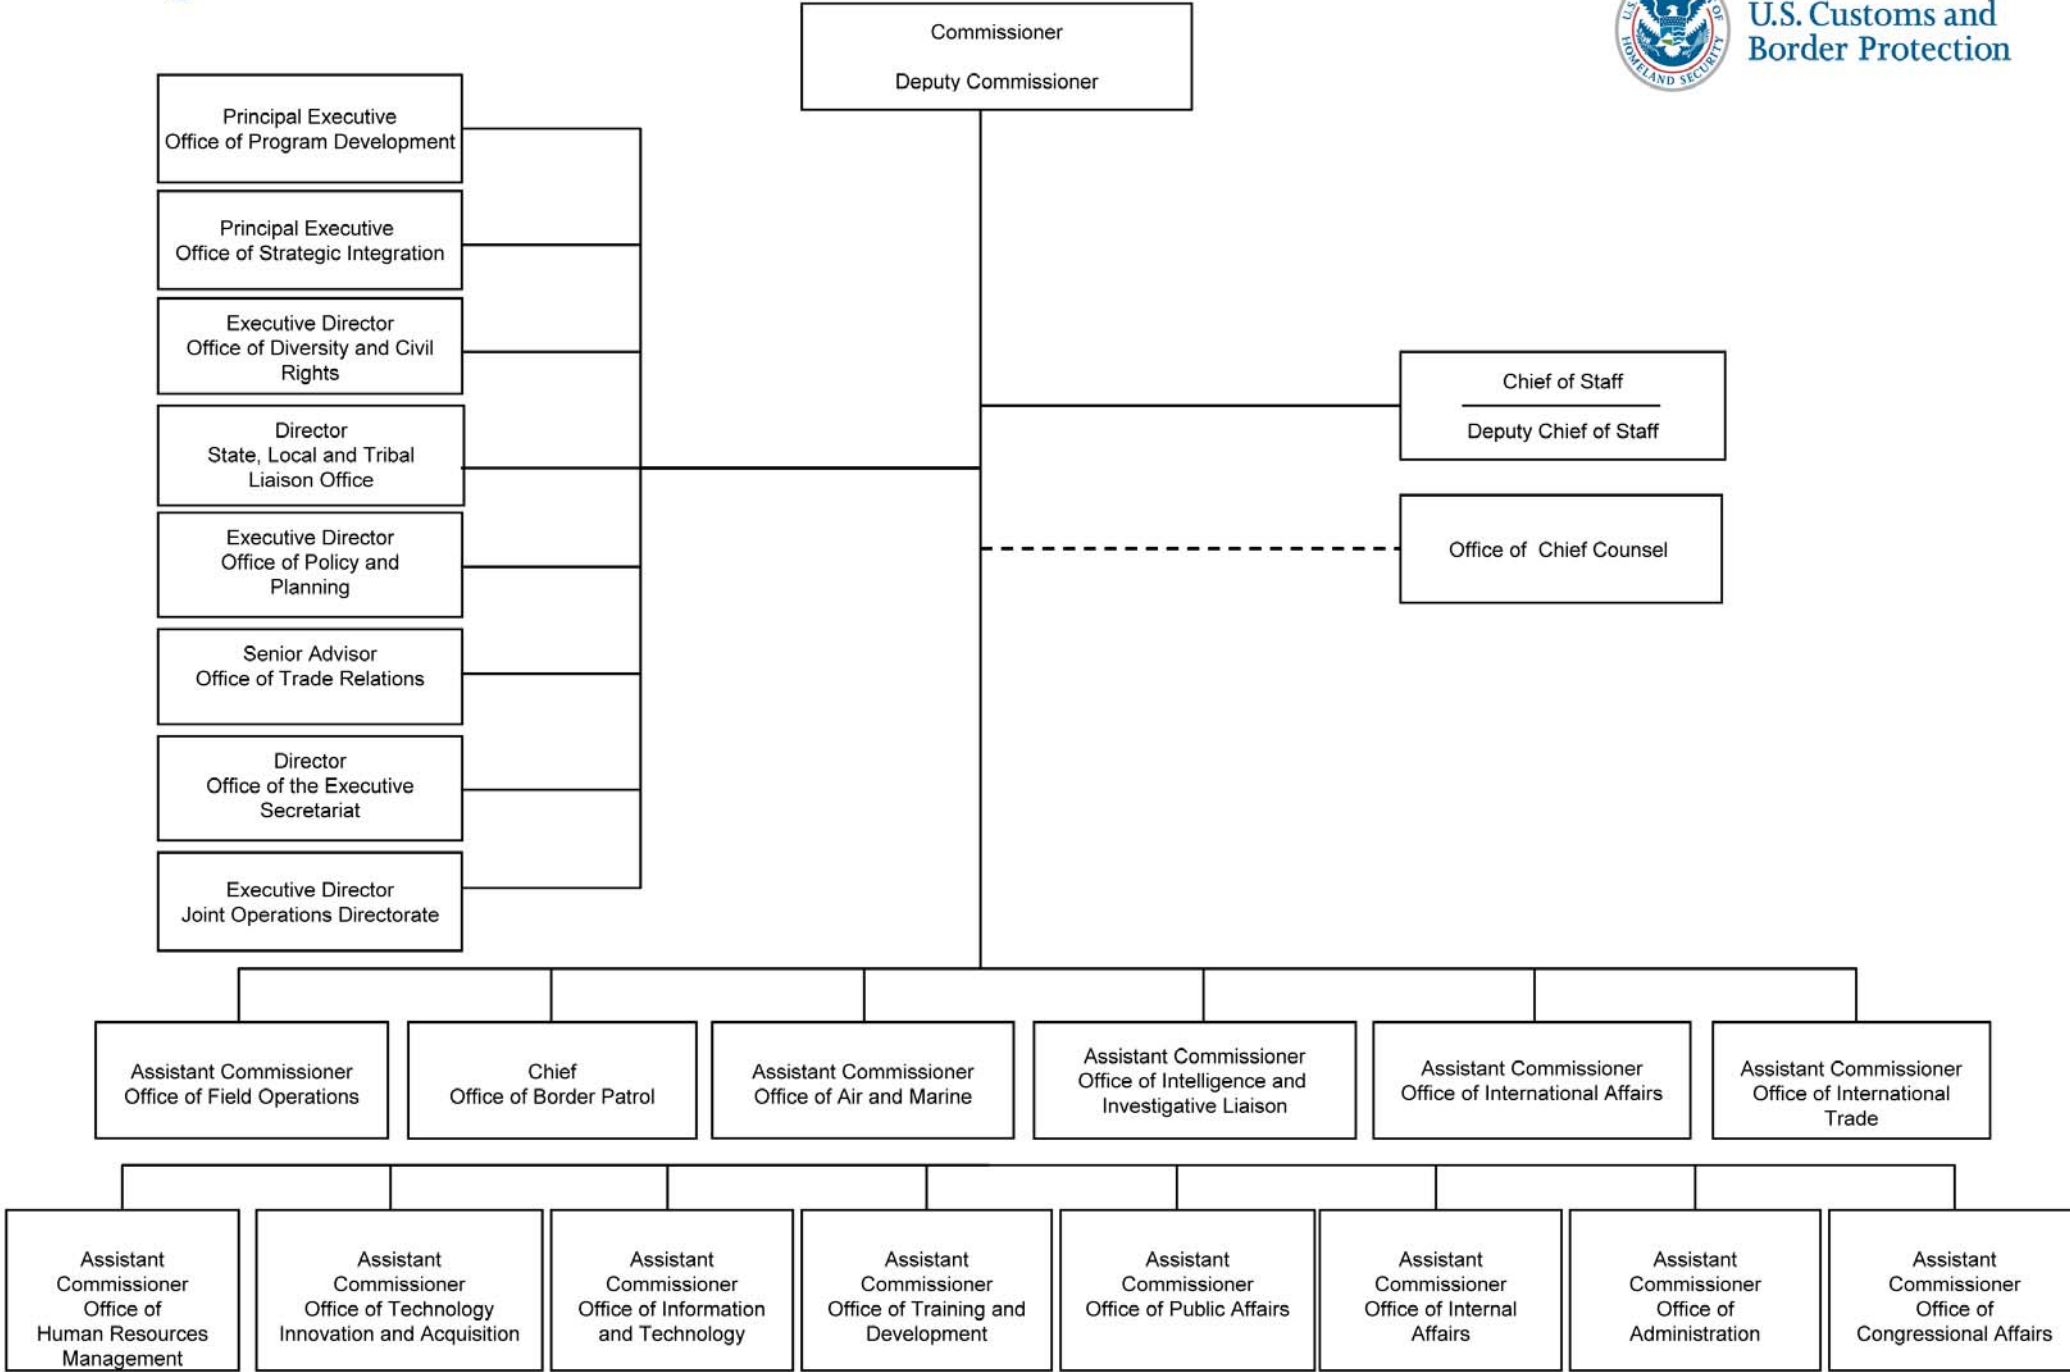 Commissioner
Deputy Commissioner
U.S. Customs and
Border Protection
HOMELAND SECURITY
Principal Executive
Office of Program Development
Principal Executive
Office of Strategic Integration
Executive Director
Office of Diversity and Civil
Rights
Director
State, Local and Tribal
Liaison Office
Executive Director
Office of Policy and
Planning
Senior Advisor
Office of Trade Relations
Director
Office of the Executive
Secretariat
Executive Director
Joint Operations Directorate
Chief of Staff
Deputy Chief of Staff
Office of Chief Counsel
Assistant Commissioner
Office of Field Operations
Chief
Office of Border Patrol
Assistant Commissioner
Office of Air and Marine
Assistant Commissioner
Office of Intelligence and
Investigative Liaison
Assistant Commissioner
Office of International Affairs
Assistant Commissioner
Office of International
Trade
Assistant
Commissioner
Office of
Human Resources
Management
Assistant
Commissioner
Office of Technology
Innovation and Acquisition
Assistant
Commissioner
Office of Information
and Technology
Assistant
Commissioner
Office of Training and
Development
Assistant
Commissioner
Office of Public Affairs
Assistant
Commissioner
Office of Internal
Affairs
Assistant
Commissioner
Office of
Administration
Assistant
Commissioner
Office of
Congressional Affairs